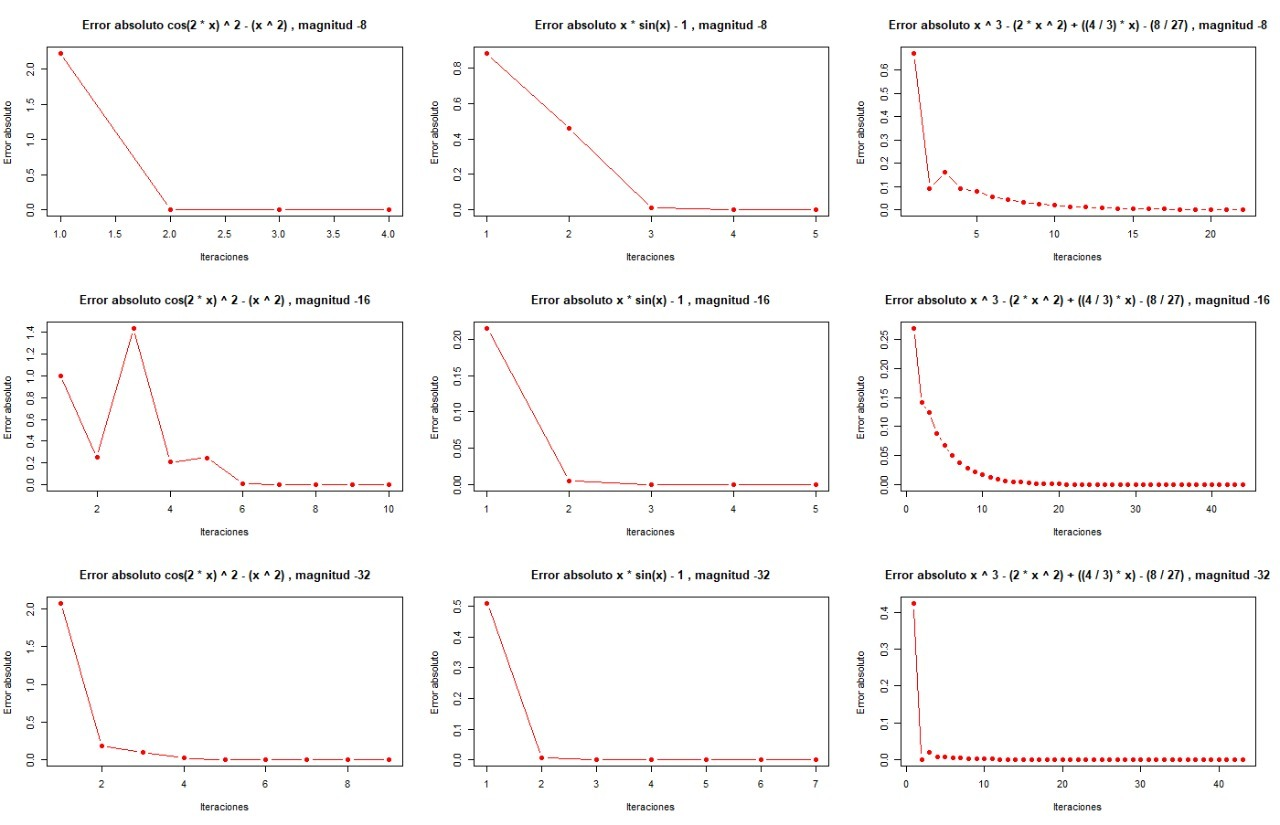 Error absoluto cos(2 * x) ^ 2 - (x ^ 2) , magnitud -8
Error absoluto
2.0
1.5
1.0
0.5
0.0
1.0 1.5 2.0 2.5 3.0 3.5 4.0
Iteraciones
Error absoluto x * sin(x) - 1 , magnitud -8
Error absoluto
0.8
0.6
0.4
0.2
0.0
1 2 3 4 5
Iteraciones
Error absoluto x ^ 3 - (2 * x ^ 2) + ((4 / 3) * x) - (8 / 27) , magnitud -8
Error absoluto
0.6
0.5
0.4
0.3
0.2
0.1
0.0
5 10 15 20
Iteraciones
Error absoluto cos(2 * x) ^ 2 - (x ^ 2) , magnitud -16
Error absoluto
1.4
1.2
1.0
0.8
0.6
0.4
0.2
0.0
2 4 6 8 10
Iteraciones
Error absoluto x * sin(x) - 1 , magnitud -16
Error absoluto
0.20
0.15
0.10
0.05
0.00
1 2 3 4 5
Iteraciones
Error absoluto x ^ 3 - (2 * x ^ 2) + ((4 / 3) * x) - (8 / 27) , magnitud -16
Error absoluto
0.25
0.20
0.15
0.10
0.05
0.00
0 10 20 30 40
Iteraciones
Error absoluto cos(2 * x) ^ 2 - (x ^ 2) , magnitud -32
Error absoluto
2.0
1.5
1.0
0.5
0.0
2 4 6 8
Iteraciones
Error absoluto x * sin(x) - 1 , magnitud -32
Error absoluto
0.5
0.4
0.3
0.2
0.1
0.0
1 2 3 4 5 6 7
Iteraciones
Error absoluto x ^ 3 - (2 * x ^ 2) + ((4 / 3) * x) - (8 / 27) , magnitud -32
Error absoluto
0.4
0.3
0.2
0.1
0.0
0 10 20 30 40
Iteraciones